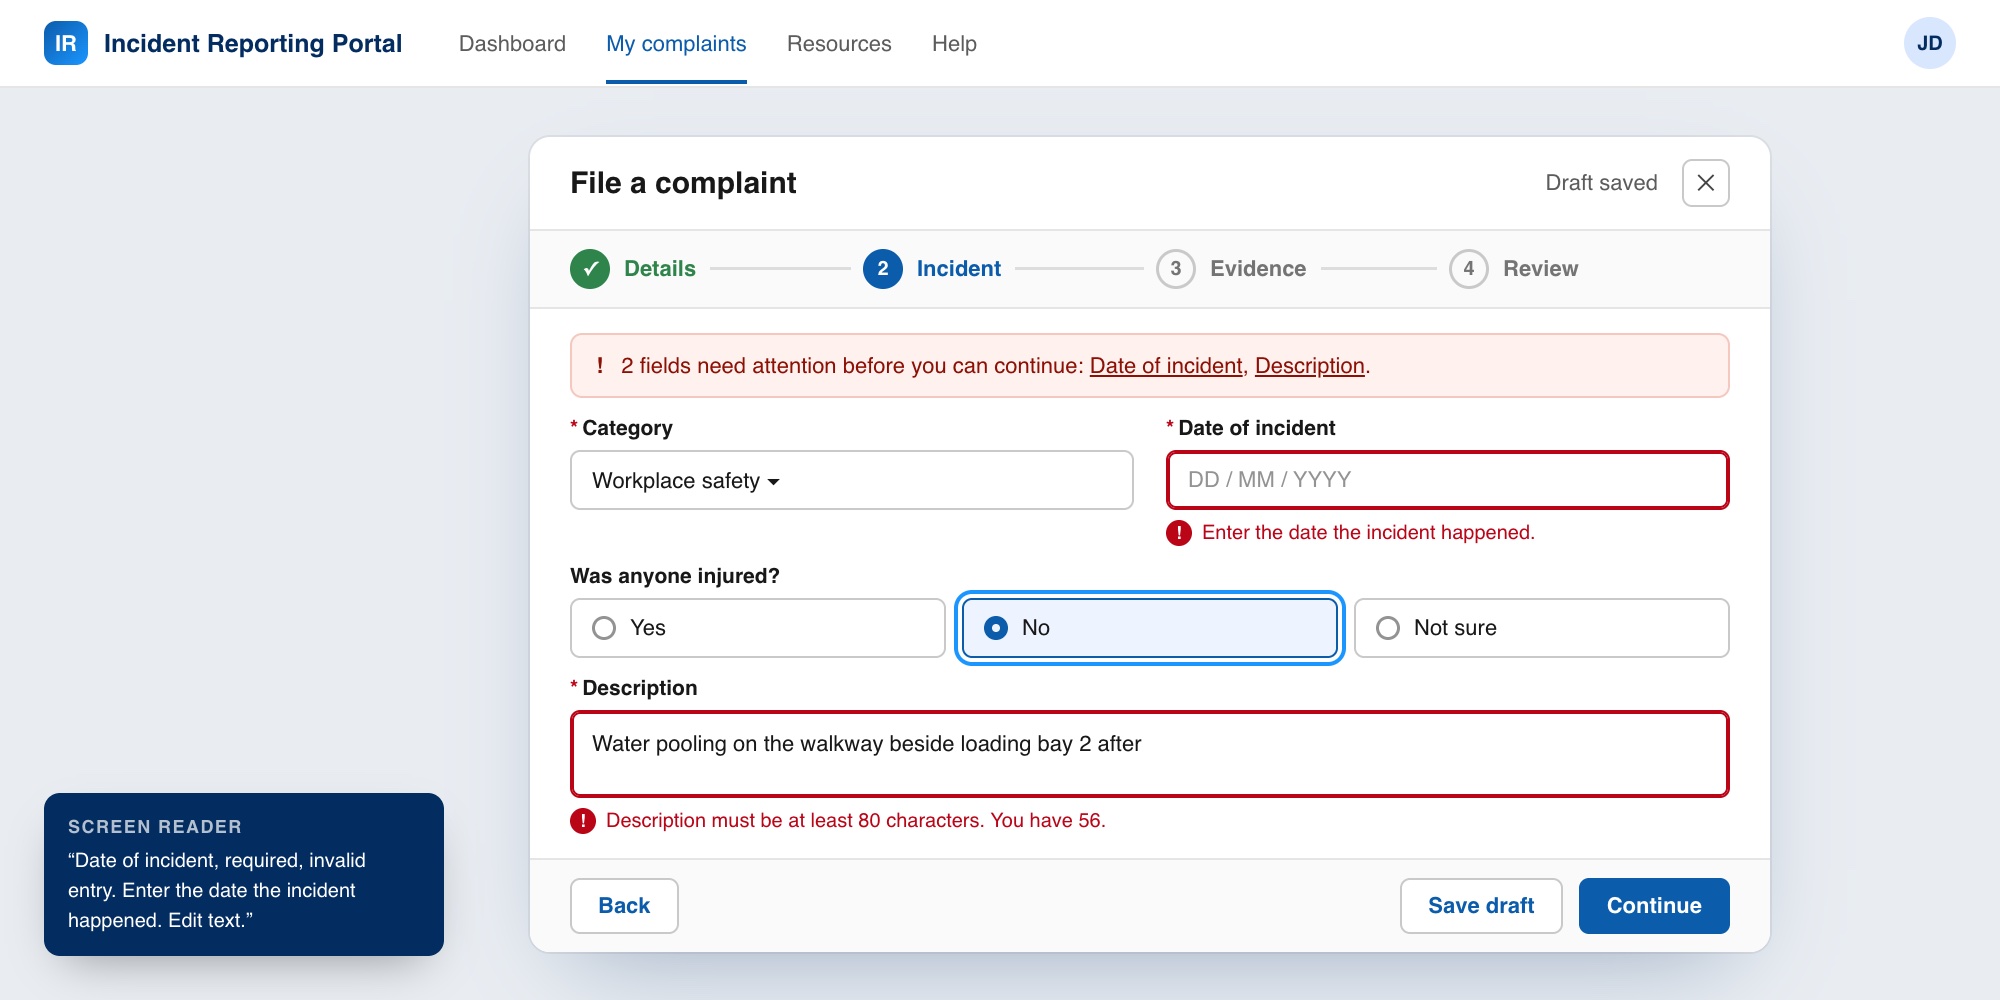 IR Incident Reporting Portal Dashboard My complaints Resources Help JD
File a complaint Draft saved
✓ Details 2 Incident 3 Evidence 4 Review
! 2 fields need attention before you can continue: Date of incident, Description.
* Category
Workplace safety
* Date of incident
DD / MM / YYYY
! Enter the date the incident happened.
Was anyone injured?
Yes No Not sure
* Description
Water pooling on the walkway beside loading bay 2 after
! Description must be at least 80 characters. You have 56.
Back Save draft Continue
SCREEN READER
“Date of incident, required, invalid
entry. Enter the date the incident
happened. Edit text.”